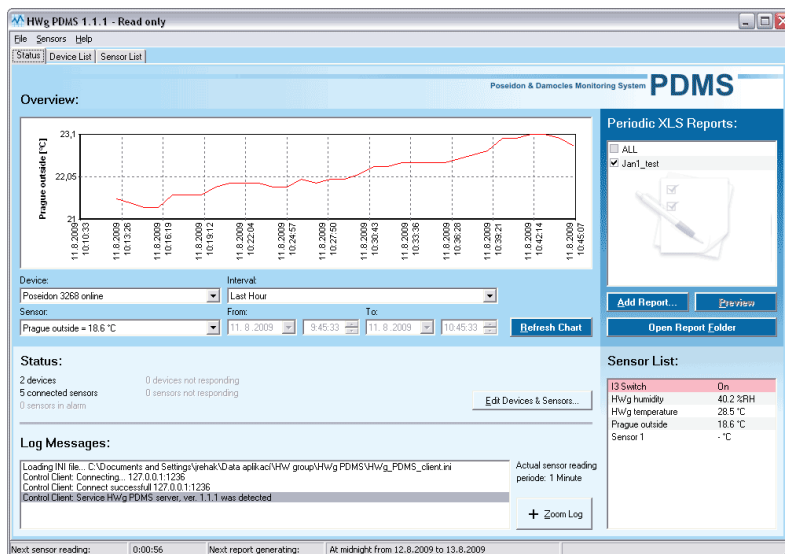 HWg PDMS 1.1.1 - Read only
File Sensors Help
Status Device List Sensor List
Poseidon & Damocles Monitoring System PDMS
Overview:
23,1
22,05
21
Prague outside [°C]
11.8.2009 10:10:33
11.8.2009 10:13:26
11.8.2009 10:16:19
11.8.2009 10:19:12
11.8.2009 10:22:04
11.8.2009 10:24:57
11.8.2009 10:27:50
11.8.2009 10:30:43
11.8.2009 10:33:36
11.8.2009 10:36:28
11.8.2009 10:39:21
11.8.2009 10:42:14
11.8.2009 10:45:07
Device:
Interval:
Poseidon 3268 online
Last Hour
Sensor:
From:
To:
Prague outside = 18.6 °C
11. 8 .2009
9:45:33
11. 8 .2009
10:45:33
Refresh Chart
Periodic XLS Reports:
ALL
Jan1_test
Add Report...
Preview
Open Report Folder
Status:
2 devices
0 devices not responding
5 connected sensors
0 sensors not responding
0 sensors in alarm
Edit Devices & Sensors...
Sensor List:
I3 Switch On
HWg humidity 40.2 %RH
HWg temperature 28.5 °C
Prague outside 18.6 °C
Sensor 1 - °C
Log Messages:
Loading INI file... C:\Documents and Settings\jrehak\Data aplikací\HW group\HWg PDMS\HWg_PDMS_client.ini
Control Client: Connecting... 127.0.0.1:1236
Control Client: Connect successfull 127.0.0.1:1236
Control Client: Service HWg PDMS server, ver. 1.1.1 was detected
Actual sensor reading
periode: 1 Minute
+ Zoom Log
Next sensor reading: 0:00:56 Next report generating: At midnight from 12.8.2009 to 13.8.2009